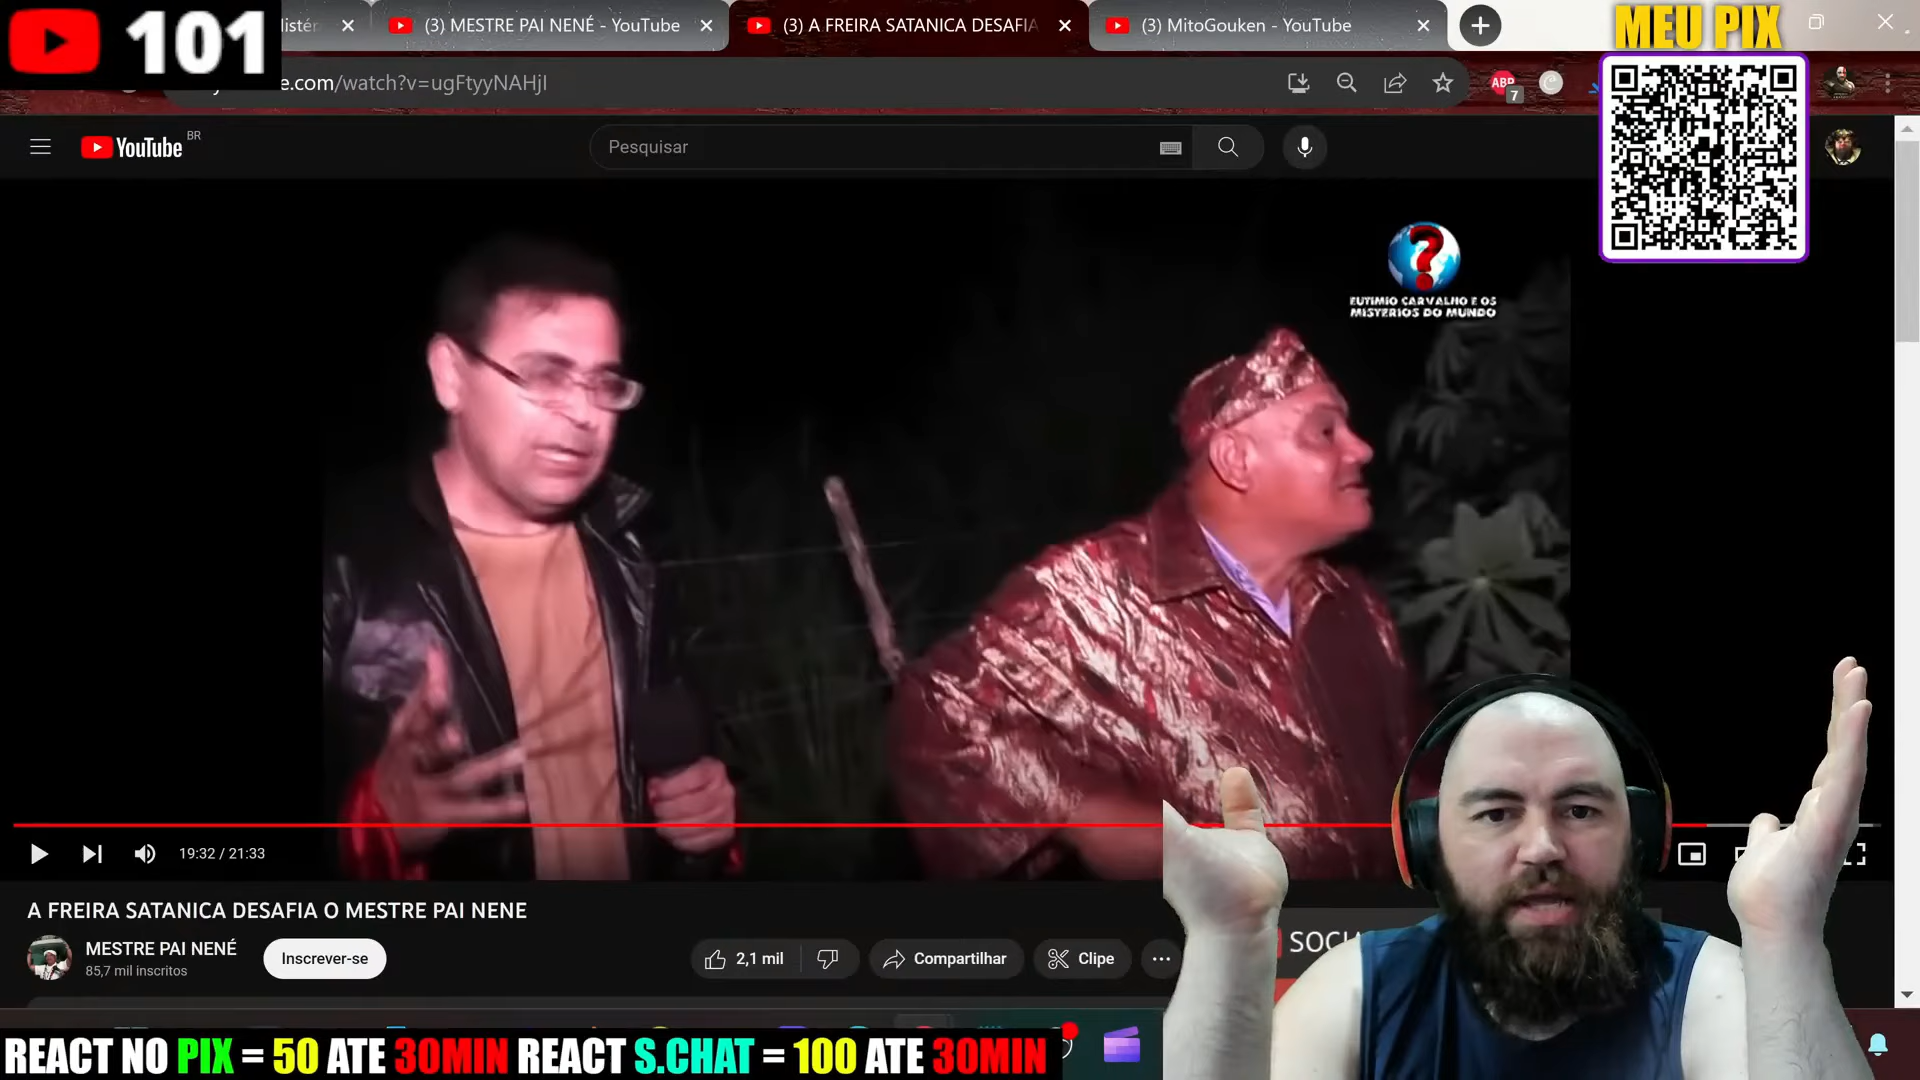 101
(3) MESTRE PAI NENÉ - YouTube
(3) A FREIRA SATANICA DESAFIA
(3) MitoGouken - YouTube
MEU PIX
e.com/watch?v=ugFtyyNAHjI
ABP
7
YouTube
BR
Pesquisar
?
EUTIMIO CARVALHO E OS
MISTERIOS DO MUNDO
19:32 / 21:33
A FREIRA SATANICA DESAFIA O MESTRE PAI NENE
MESTRE PAI NENÉ
85,7 mil inscritos
Inscrever-se
2,1 mil
Compartilhar
Clipe
REACT NO PIX = 50 ATE 30MIN REACT S.CHAT = 100 ATE 30MIN